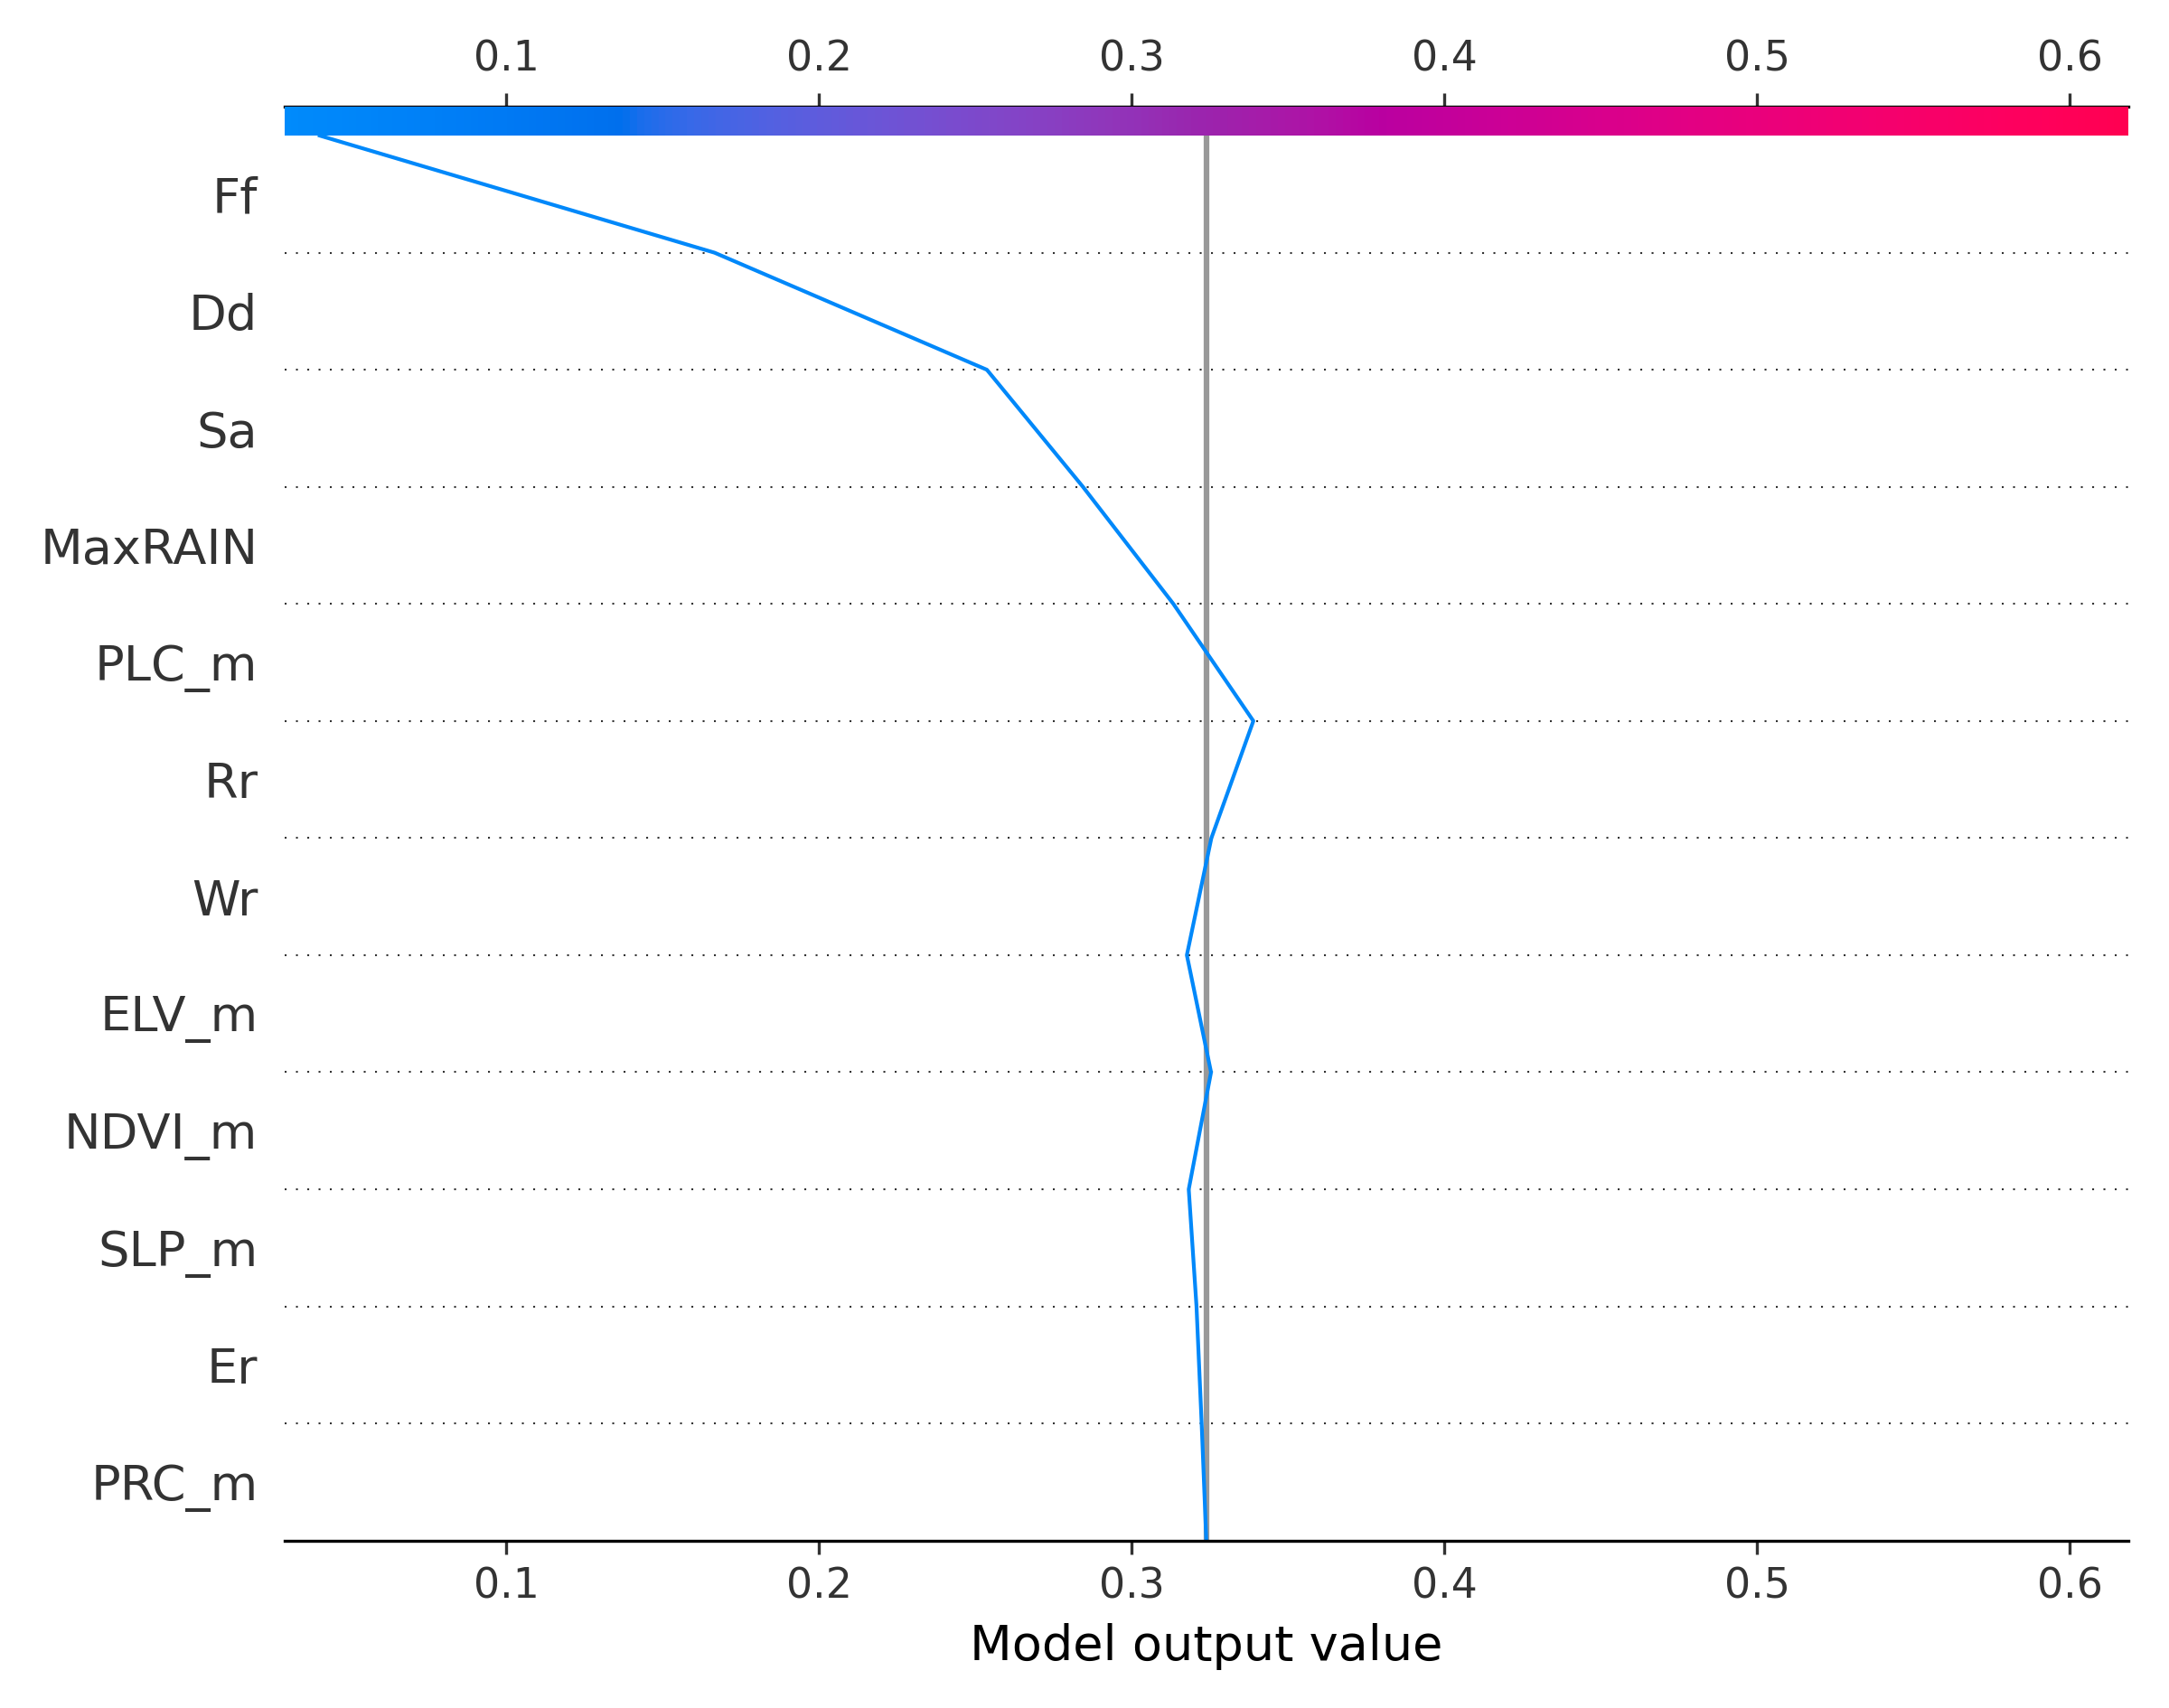 0.1 0.2 0.3 0.4 0.5 0.6
Ff
Dd
Sa
MaxRAIN
PLC_m
Rr
Wr
ELV_m
NDVI_m
SLP_m
Er
PRC_m
0.1 0.2 0.3 0.4 0.5 0.6
Model output value